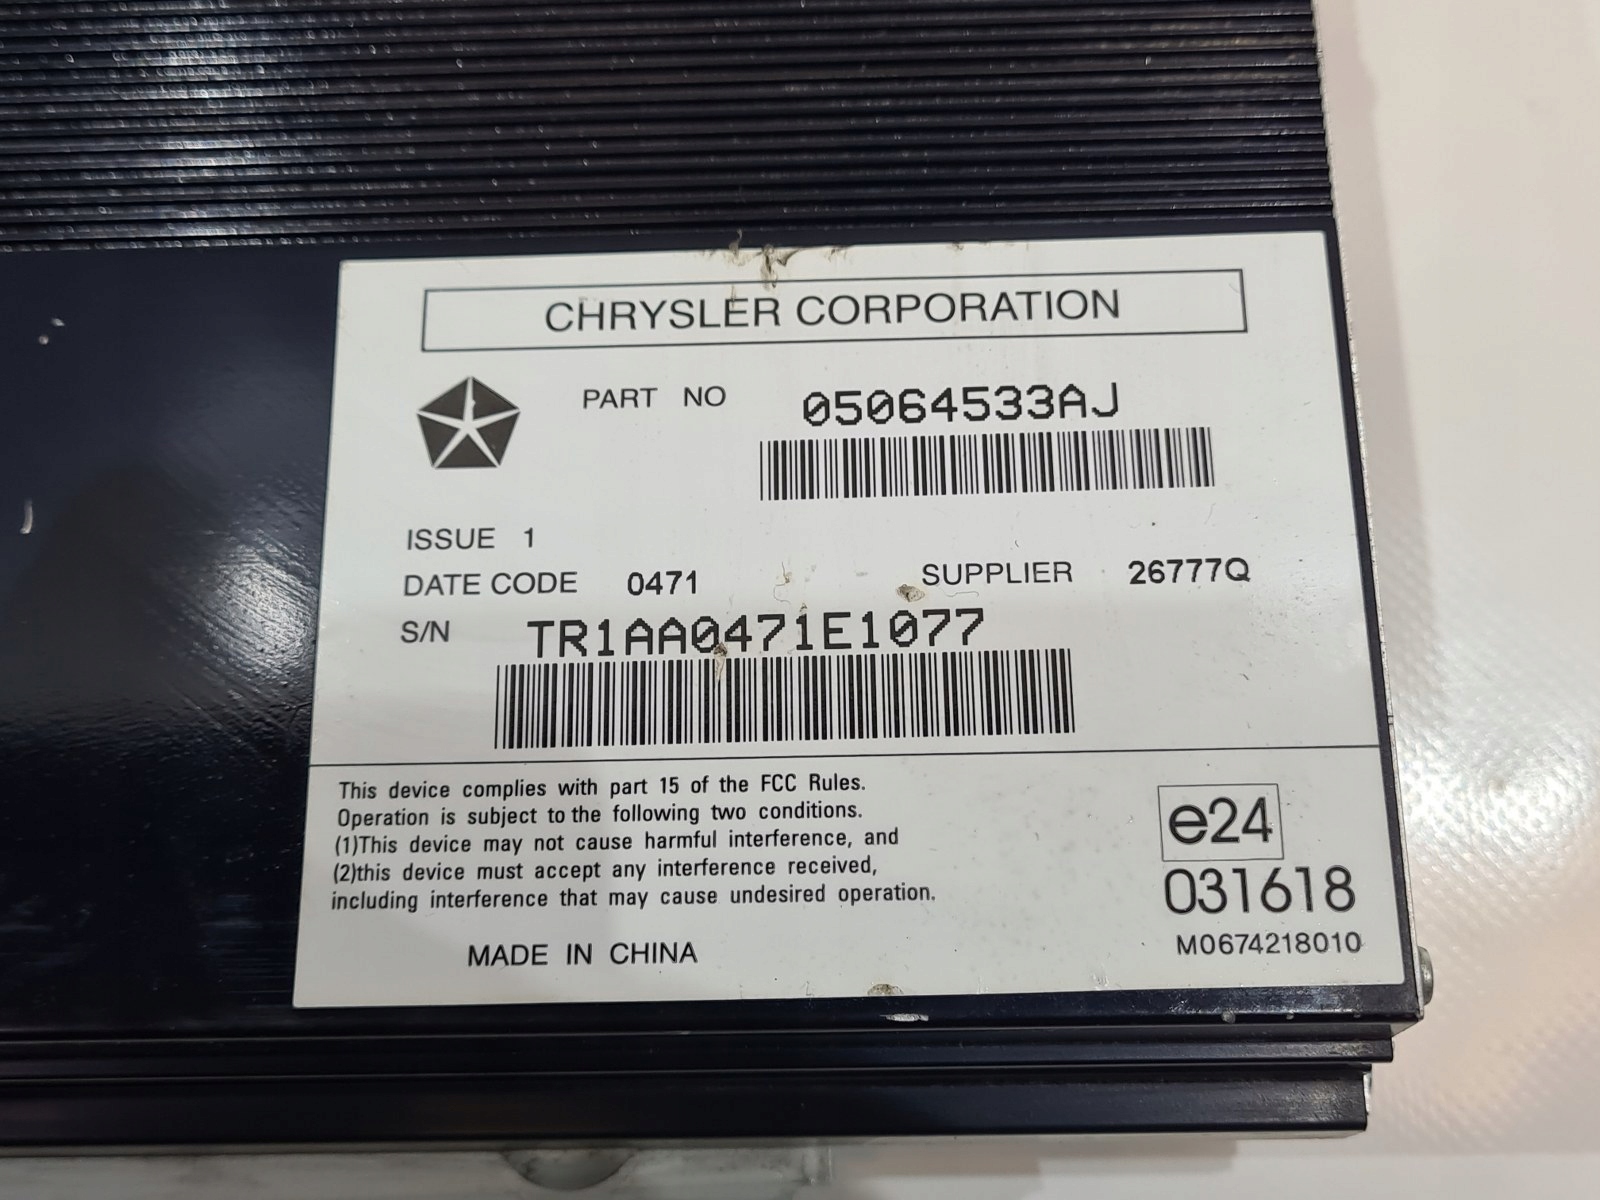 CHRYSLER CORPORATION
PART NO 05064533AJ
ISSUE 1
DATE CODE 0471 SUPPLIER 26777Q
S/N TR1AA0471E1077
This device complies with part 15 of the FCC Rules.
Operation is subject to the following two conditions.
(1)This device may not cause harmful interference, and
(2)this device must accept any interference received,
including interference that may cause undesired operation.
e24
031618
MADE IN CHINA M0674218010